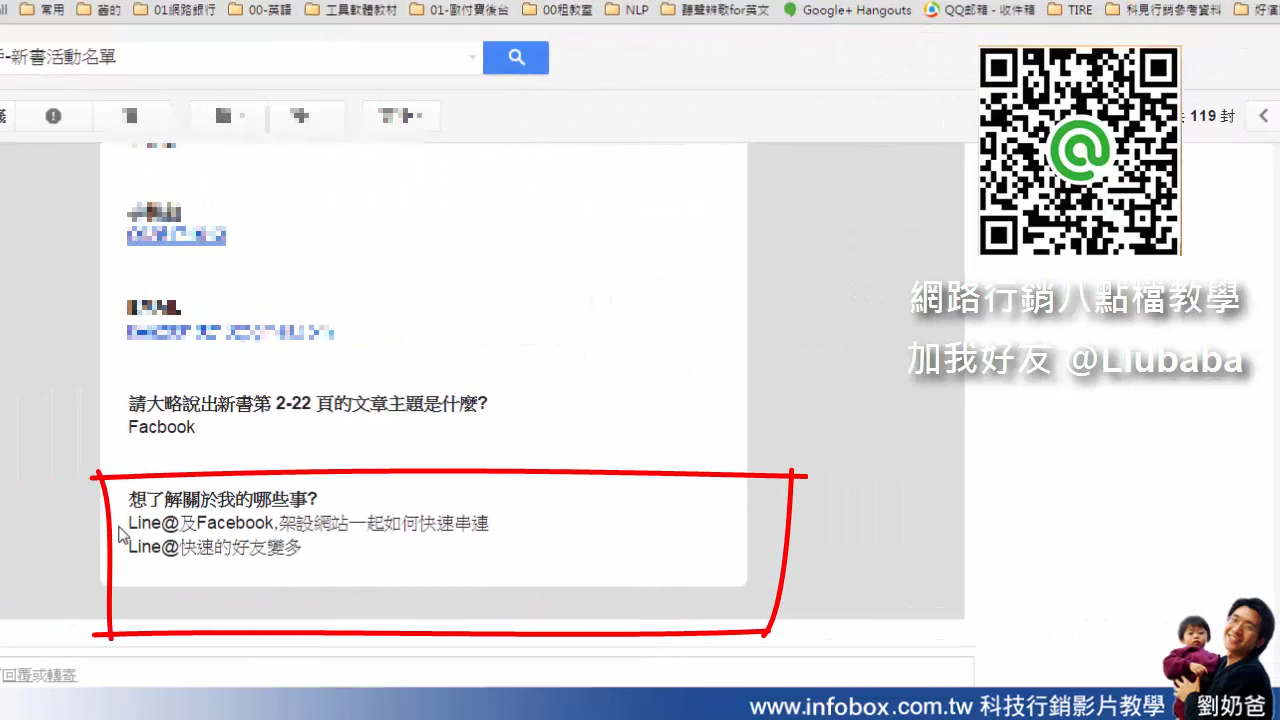 常用 舊的 01網路銀行 00-英語 工具軟體教材 01-歐付寶後台 00租教室 NLP 聽聲轉歌for英文 Google+ Hangouts QQ邮箱 - 收件箱 TIRE 科見行銷參考資料
-新書活動名單
119 封
網路行銷八點檔教學
加我好友 @Liubaba
請大略說出新書第 2-22 頁的文章主題是什麼?
Facbook
想了解關於我的哪些事?
Line@及Facebook,架設網站一起如何快速串連
Line@快速的好友變多
回覆或轉寄
www.infobox.com.tw 科技行銷影片教學
劉奶爸